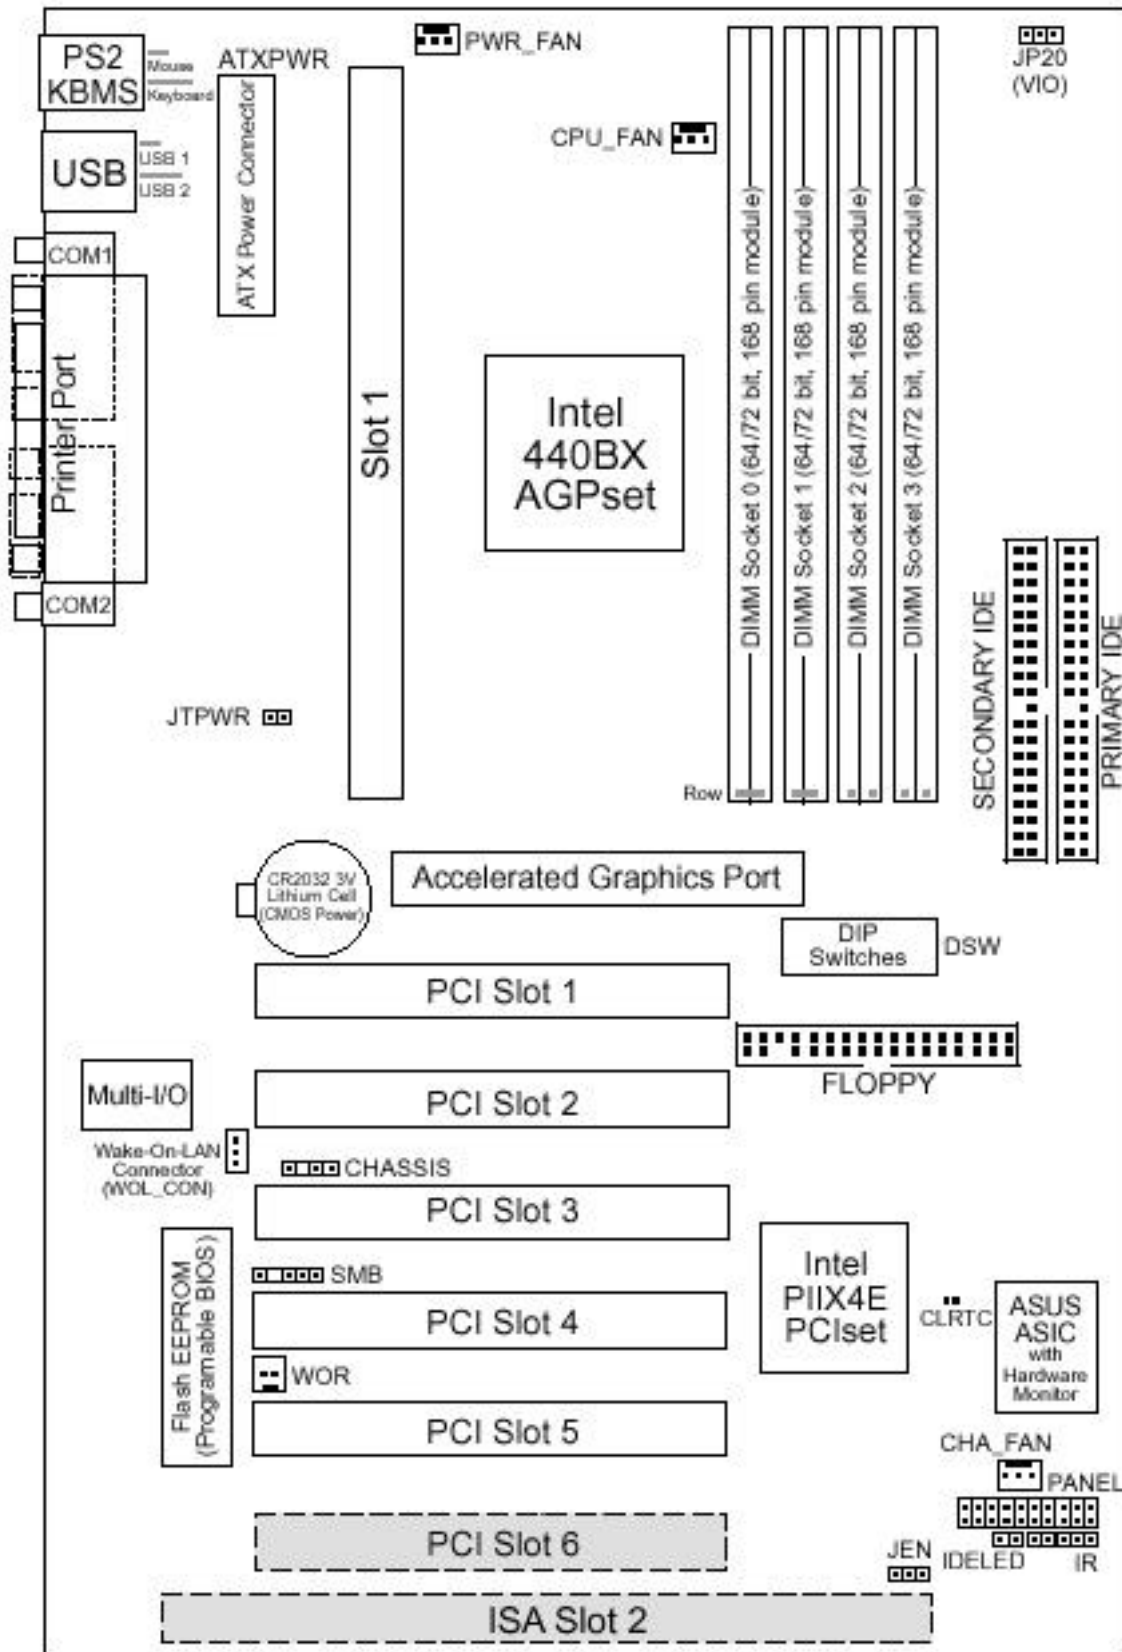 PS2
KBMS
Mouse
Keyboard
ATXPWR
PWR_FAN
JP20
(VIO)
USB
USB 1
USB 2
ATX Power Connector
CPU_FAN
COM1
Printer Port
COM2
Slot 1
Intel
440BX
AGPset
DIMM Socket 0 (64/72 bit, 168 pin module)
DIMM Socket 1 (64/72 bit, 168 pin module)
DIMM Socket 2 (64/72 bit, 168 pin module)
DIMM Socket 3 (64/72 bit, 168 pin module)
SECONDARY IDE
PRIMARY IDE
JTPWR
Row
CR2032 3V
Lithium Cell
(CMOS Power)
Accelerated Graphics Port
DIP
Switches
DSW
PCI Slot 1
FLOPPY
Multi-I/O
PCI Slot 2
Wake-On-LAN
Connector
(WOL_CON)
CHASSIS
PCI Slot 3
Flash EEPROM
(Programable BIOS)
SMB
Intel
PIIX4E
PCIset
CLRTC
ASUS
ASIC
with
Hardware
Monitor
PCI Slot 4
WOR
PCI Slot 5
CHA_FAN
PANEL
PCI Slot 6
JEN
IDELED
IR
ISA Slot 2